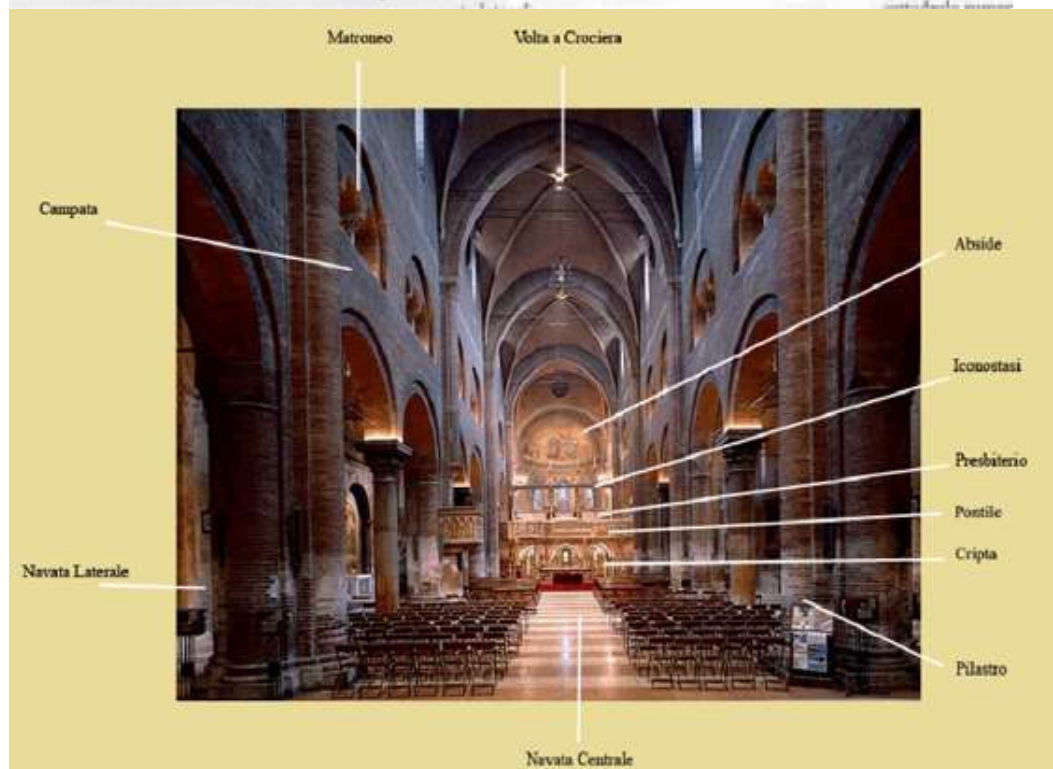 Matroneo
Volta a Crociera
Campata
Abside
Iconostasi
Presbiterio
Pontile
Cripta
Navata Laterale
Pilastro
Navata Centrale